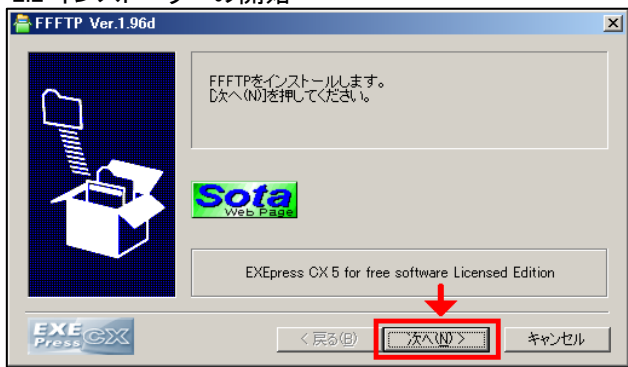 FFFTP Ver.1.96d
FFFTPをインストールします。
[次へ(N)]を押してください。
Sota
Web Page
EXEpress CX 5 for free software Licensed Edition
EXE
Press CX
< 戻る(B)
次へ(N) >
キャンセル